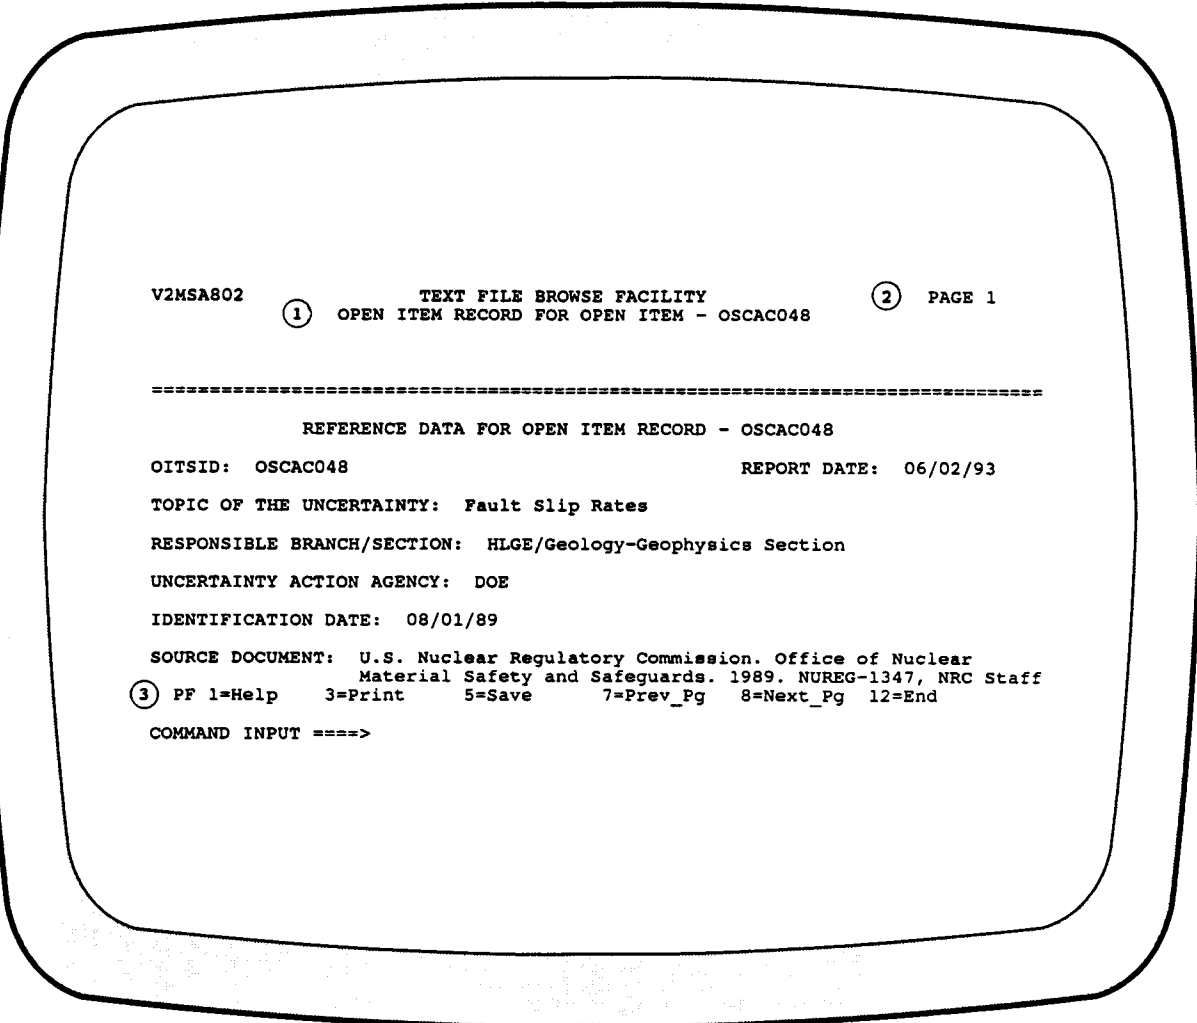 V2MSA802 TEXT FILE BROWSE FACILITY 2 PAGE 1
1 OPEN ITEM RECORD FOR OPEN ITEM - OSCAC048
================================================================================
REFERENCE DATA FOR OPEN ITEM RECORD - OSCAC048
OITSID: OSCAC048 REPORT DATE: 06/02/93
TOPIC OF THE UNCERTAINTY: Fault Slip Rates
RESPONSIBLE BRANCH/SECTION: HLGE/Geology-Geophysics Section
UNCERTAINTY ACTION AGENCY: DOE
IDENTIFICATION DATE: 08/01/89
SOURCE DOCUMENT: U.S. Nuclear Regulatory Commission. Office of Nuclear
Material Safety and Safeguards. 1989. NUREG-1347, NRC Staff
3 PF 1=Help 3=Print 5=Save 7=Prev_Pg 8=Next_Pg 12=End
COMMAND INPUT ====>